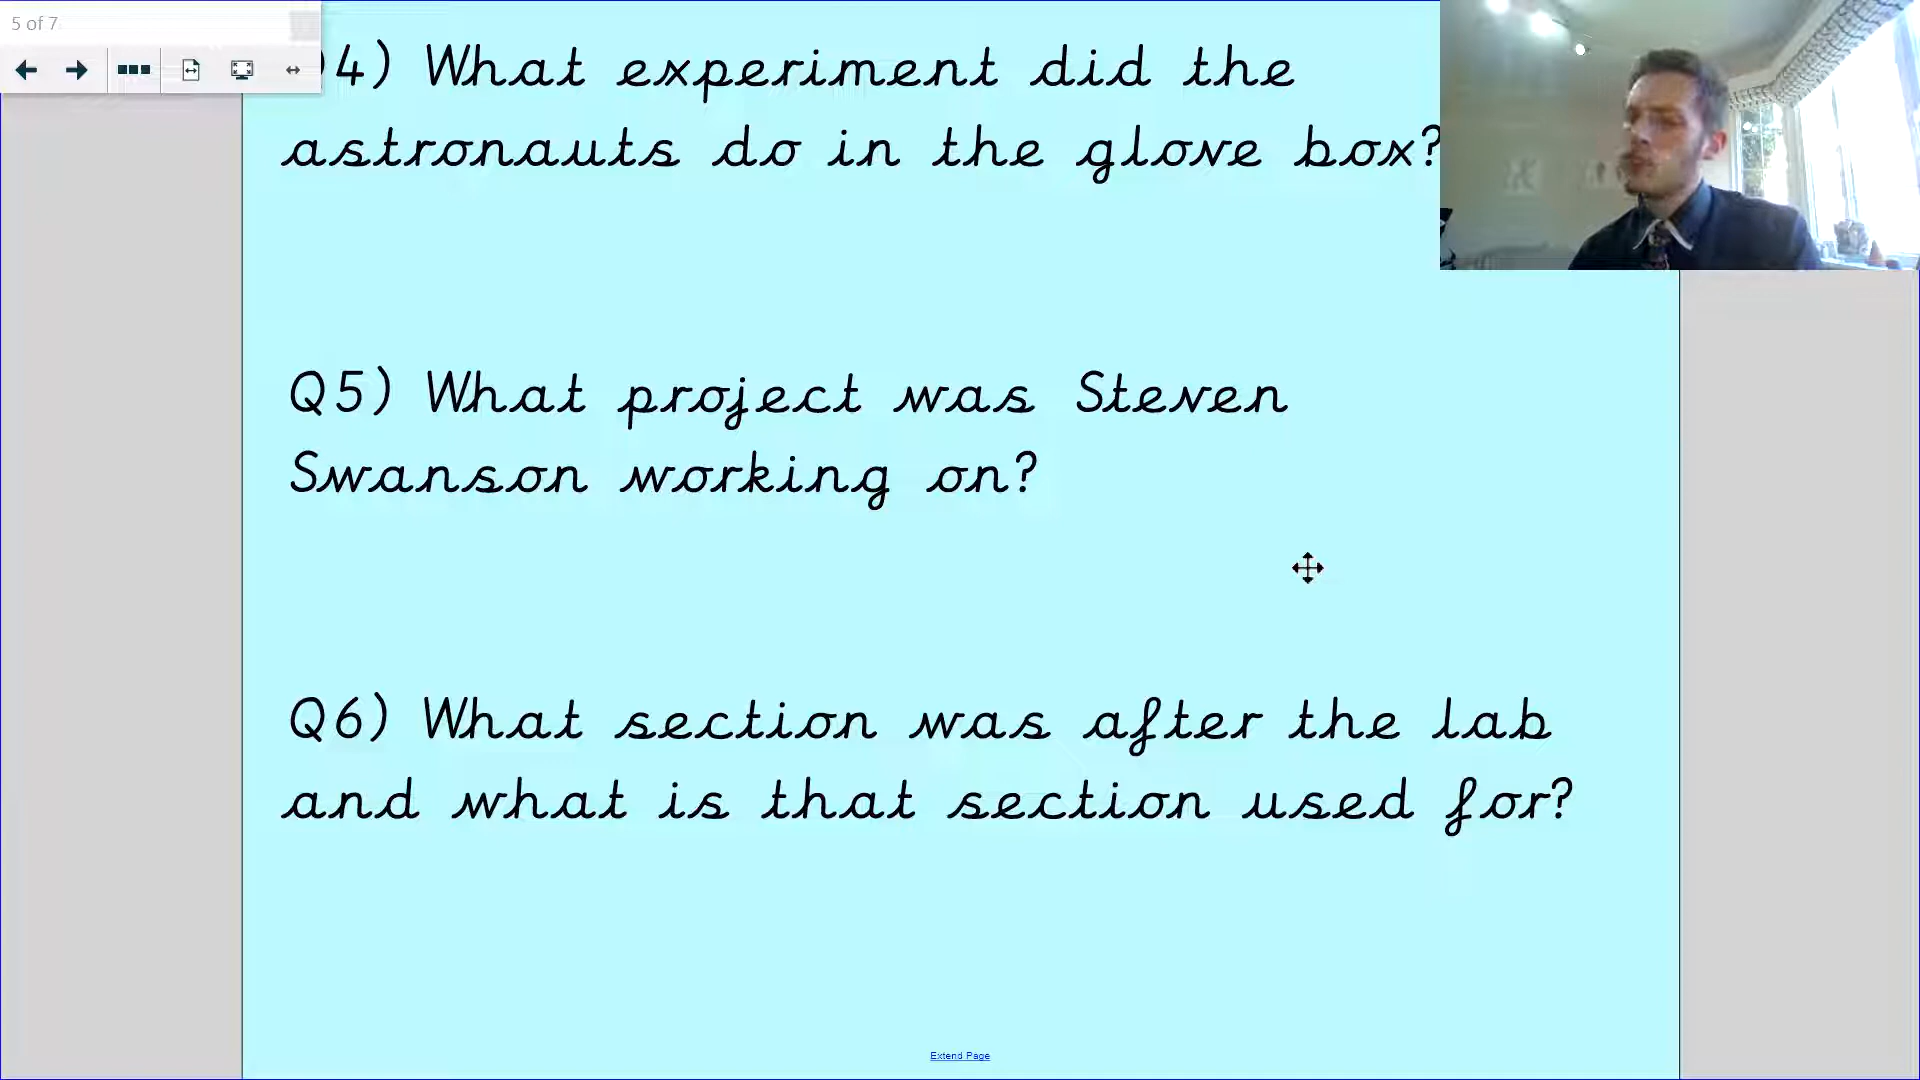 5 of 7
4) What experiment did the
astronauts do in the glove box?
Q5) What project was Steven
Swanson working on?
Q6) What section was after the lab
and what is that section used for?
Extend Page